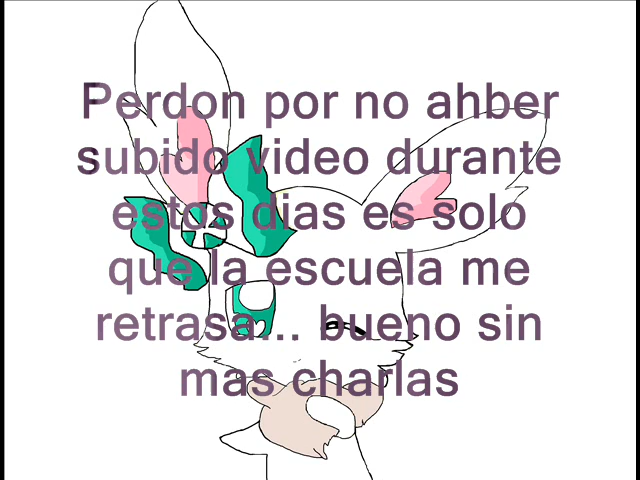 Perdon por no ahber
subido video durante
estos dias es solo
que la escuela me
retrasa... bueno sin
mas charlas